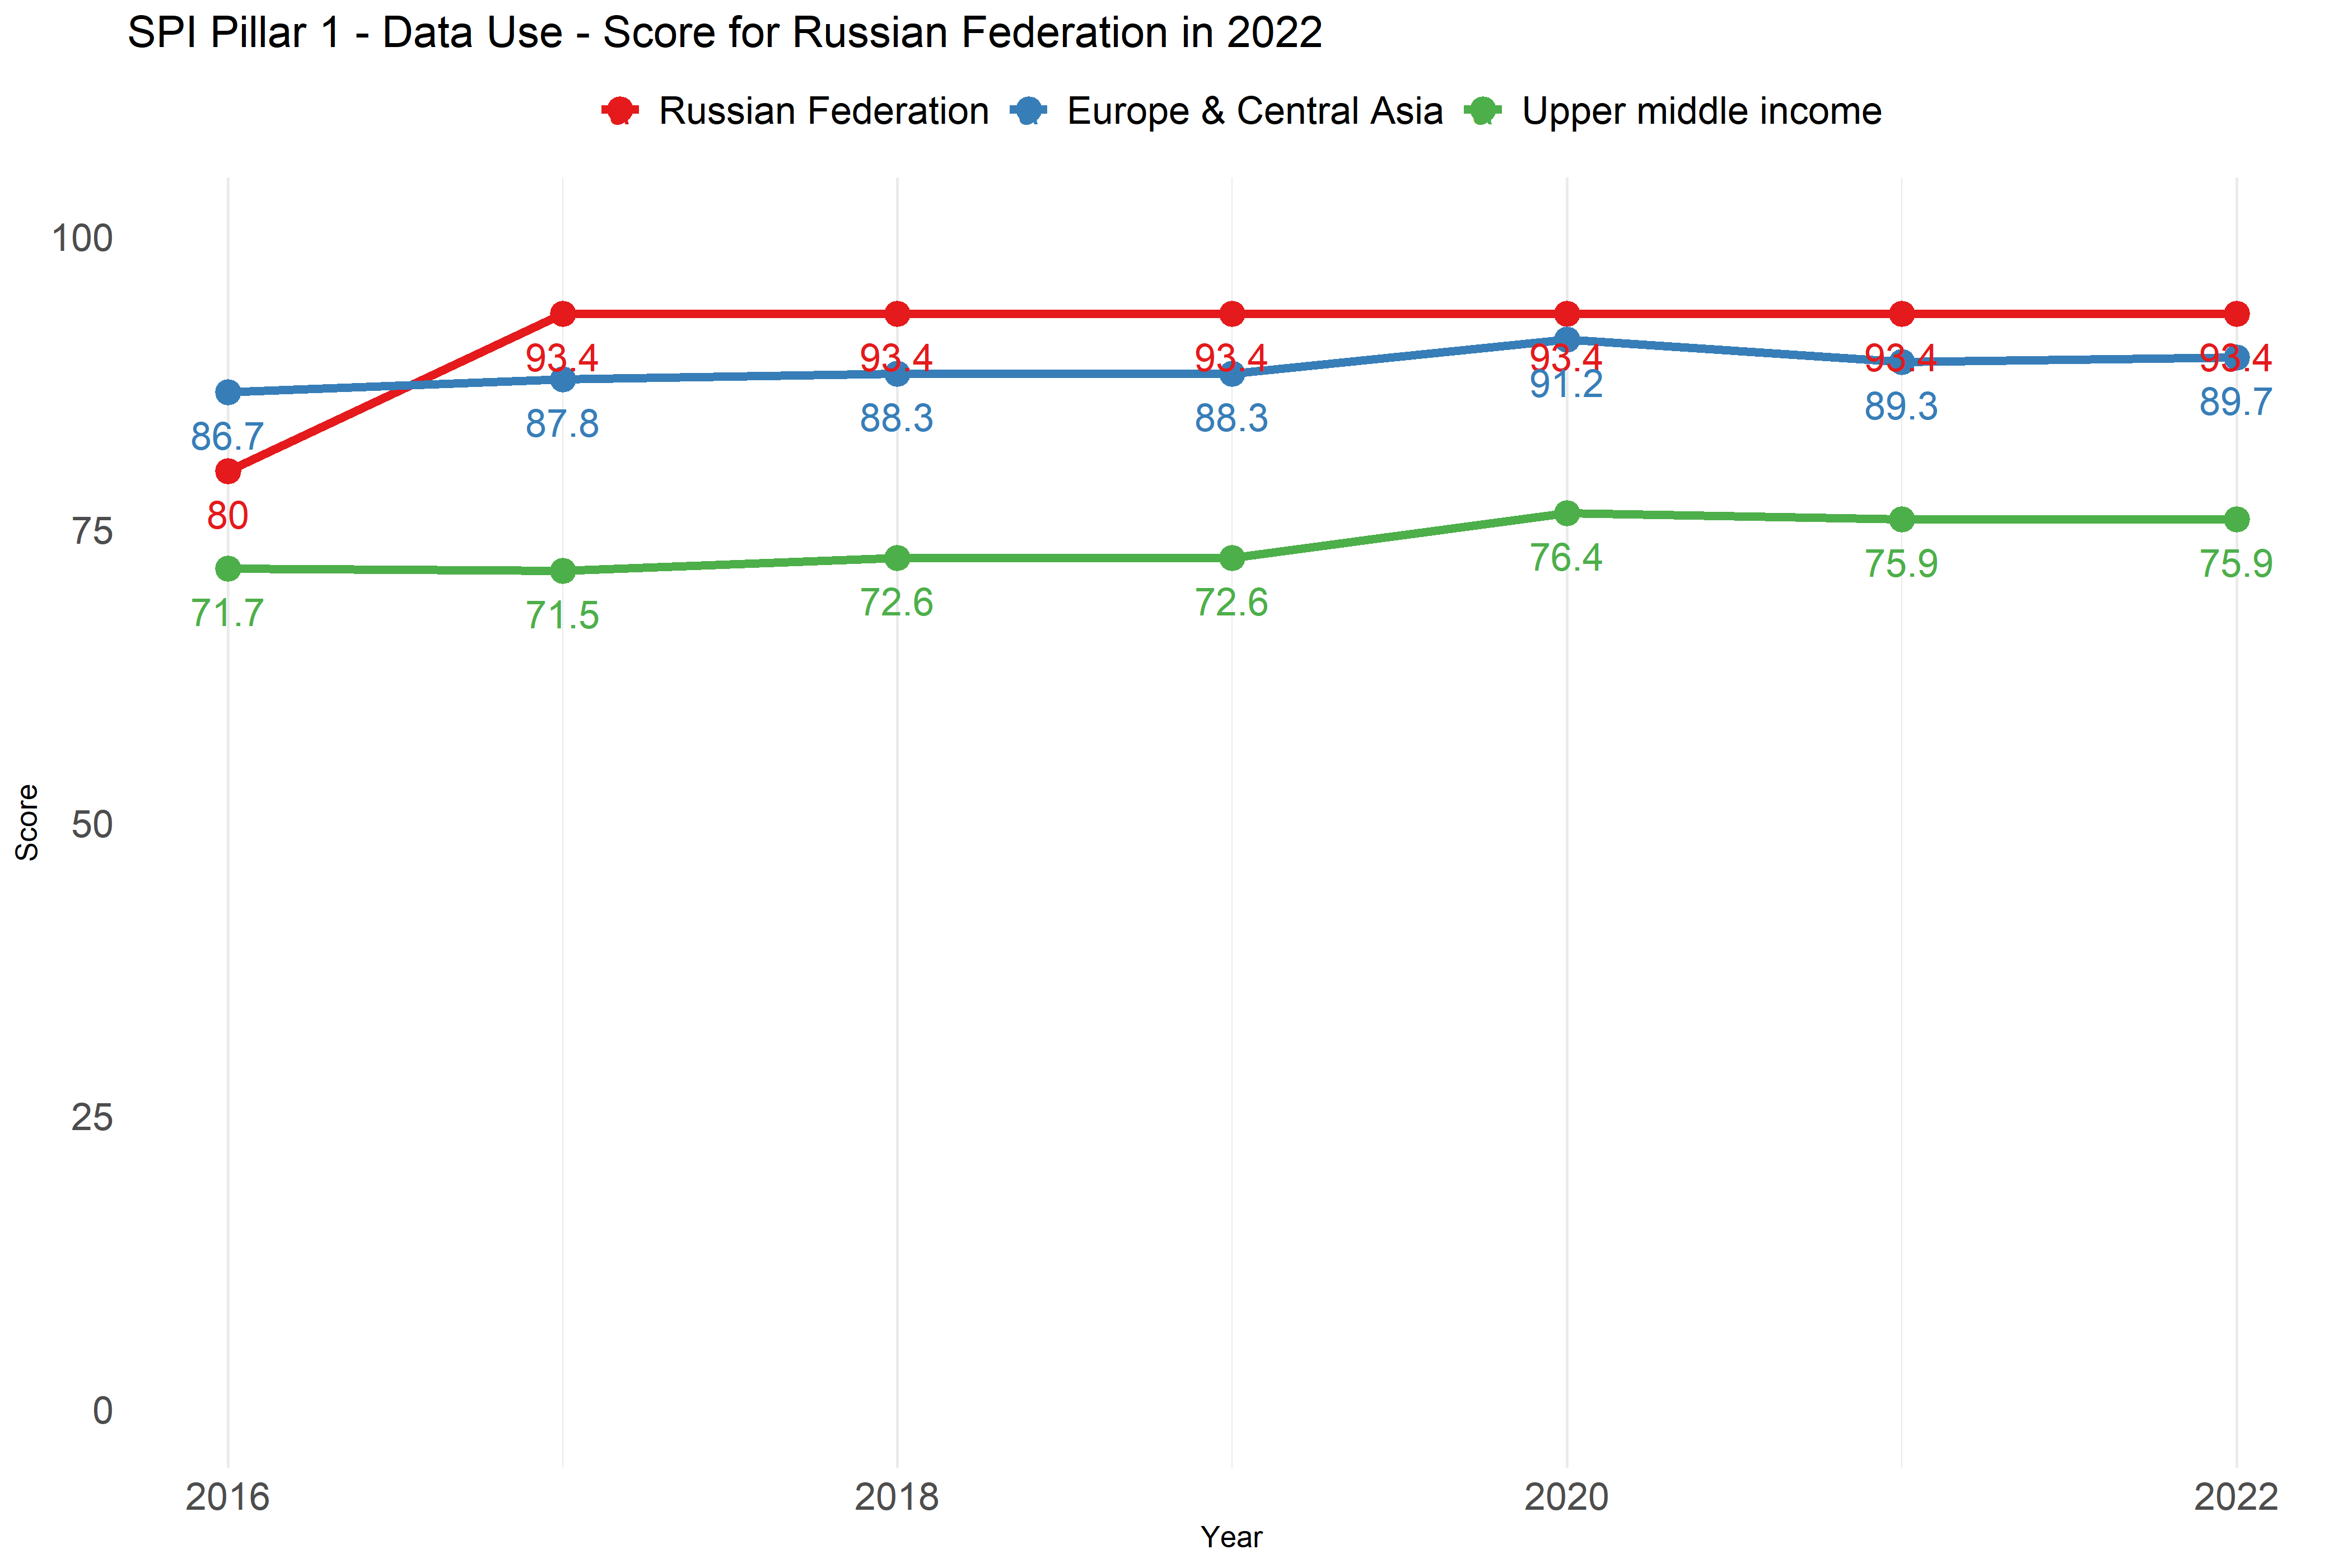 SPI Pillar 1 - Data Use - Score for Russian Federation in 2022
Russian Federation Europe & Central Asia Upper middle income
100
93.4 93.4 93.4 93.4 93.4 93.4
91.2
86.7 87.8 88.3 88.3 89.3 89.7
80
75
76.4 75.9 75.9
71.7 71.5 72.6 72.6
Score
50
25
0
2016 2018 2020 2022
Year